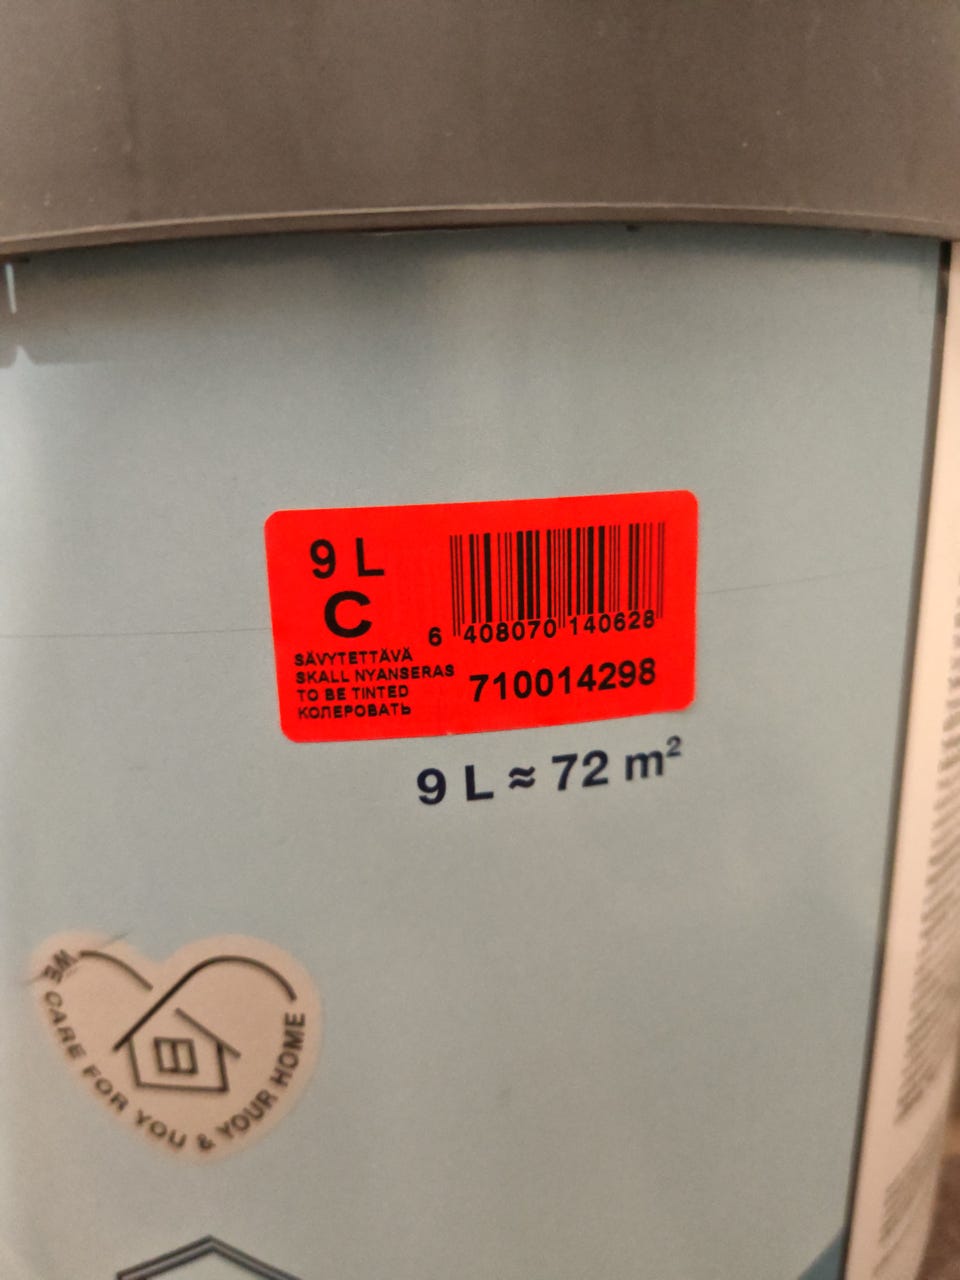 9 L
C
SÄVYTETTÄVÄ
SKALL NYANSERAS
TO BE TINTED
КОЛЕРОВАТЬ
6 408070 140628
710014298
9 L ≈ 72 m²
WE CARE FOR YOU & YOUR HOME